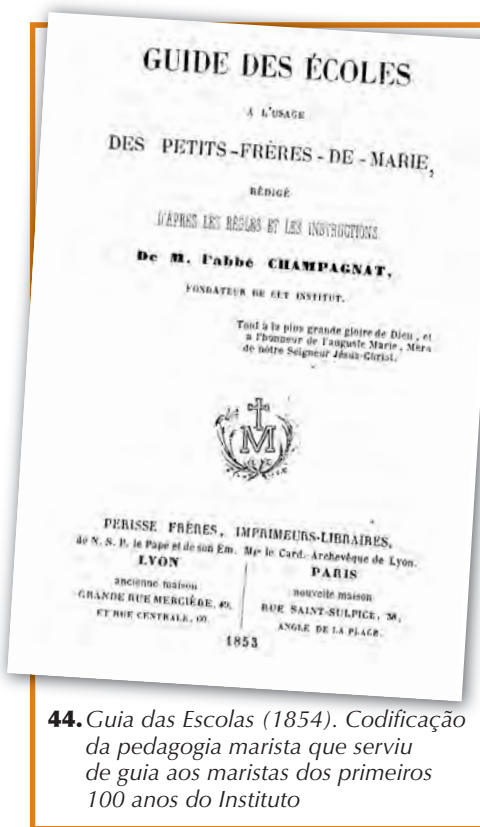 GUIDE DES ÉCOLES
A L'USAGE
DES PETITS-FRÈRES-DE-MARIE,
RÉDIGÉ
D'APRÈS LES RÈGLES ET LES INSTRUCTIONS
De M. l'abbé CHAMPAGNAT,
FONDATEUR DE CET INSTITUT.
Tout à la plus grande gloire de Dieu, et
à l'honneur de l'auguste Marie, Mère
de notre Seigneur Jésus-Christ.
M
PERISSE FRÈRES, IMPRIMEURS-LIBRAIRES,
de N. S. P. le Pape et de son Ém. Mgr le Card.-Archevêque de Lyon.
LYON
ancienne maison
GRANDE RUE MERCIÈRE,
ET RUE CENTRALE,
PARIS
nouvelle maison
RUE SAINT-SULPICE, 38,
ANGLE DE LA PLACE.
1853
44. Guia das Escolas (1854). Codificação
da pedagogia marista que serviu
de guia aos maristas dos primeiros
100 anos do Instituto